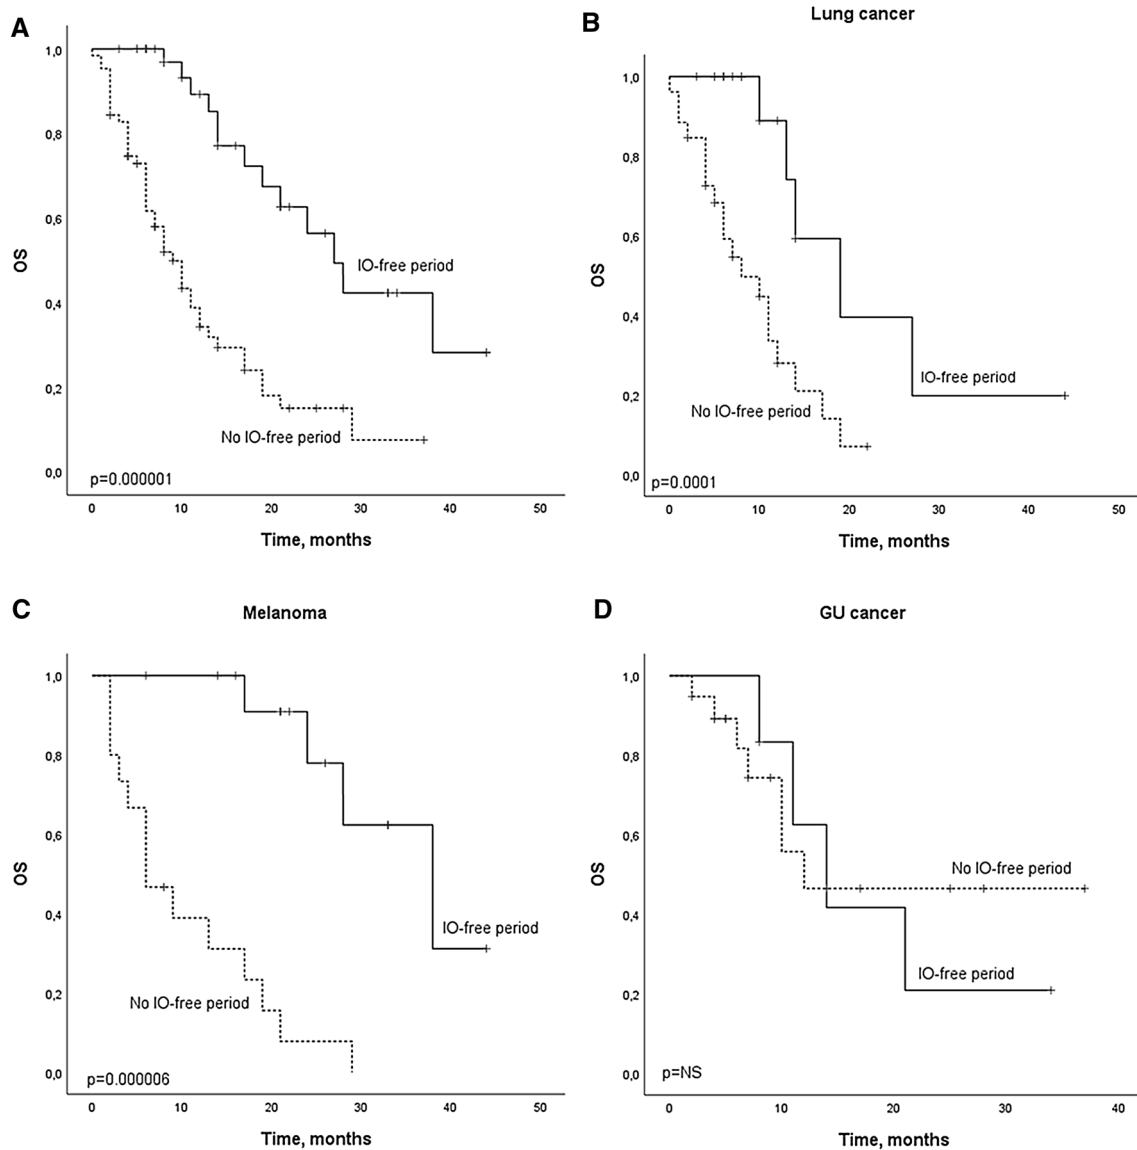 A
1,0
0,8
0,6
0,4
0,2
0,0
OS
IO-free period
No IO-free period
p=0.000001
0 10 20 30 40 50
Time, months
B
Lung cancer
1,0
0,8
0,6
0,4
0,2
0,0
OS
IO-free period
No IO-free period
p=0.0001
0 10 20 30 40 50
Time, months
C
Melanoma
1,0
0,8
0,6
0,4
0,2
0,0
OS
IO-free period
No IO-free period
p=0.000006
0 10 20 30 40 50
Time, months
D
GU cancer
1,0
0,8
0,6
0,4
0,2
0,0
OS
No IO-free period
IO-free period
p=NS
0 10 20 30 40
Time, months